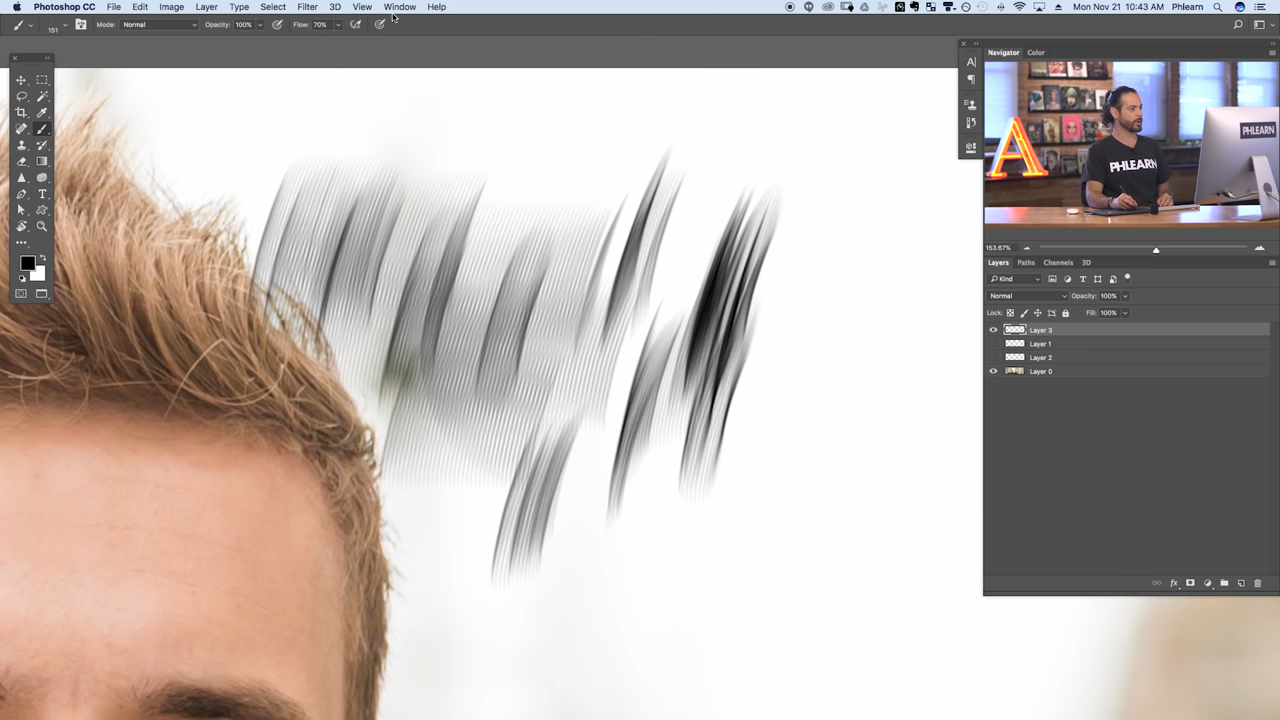 Photoshop CC File Edit Image Layer Type Select Filter 3D View Window Help Mon Nov 21 10:43 AM Phlearn
151 Mode: Normal Opacity: 100% Flow: 70%
Navigator Color
A
PHLEARN
PHLEARN
153.67%
Layers Paths Channels 3D
Kind
Normal Opacity: 100%
Lock: Fill: 100%
Layer 3
Layer 1
Layer 2
Layer 0